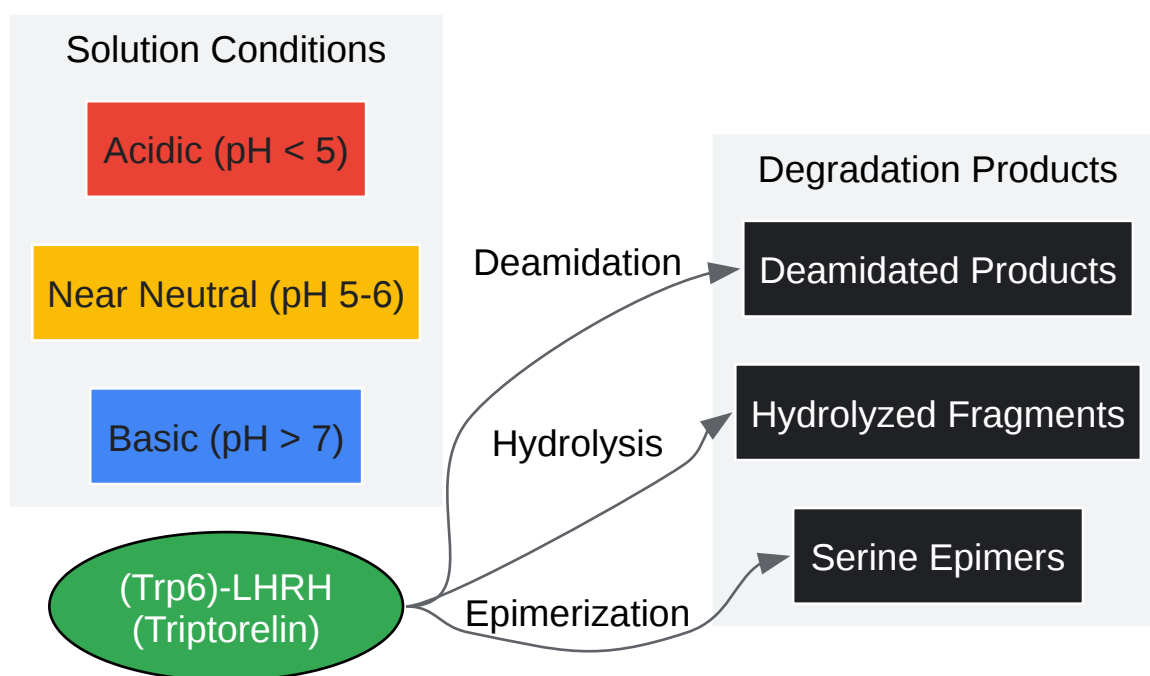 Solution Conditions
Acidic (pH < 5)
Near Neutral (pH 5-6)
Basic (pH > 7)
(Trp6)-LHRH
(Triptorelin)
Deamidation
Hydrolysis
Epimerization
Degradation Products
Deamidated Products
Hydrolyzed Fragments
Serine Epimers